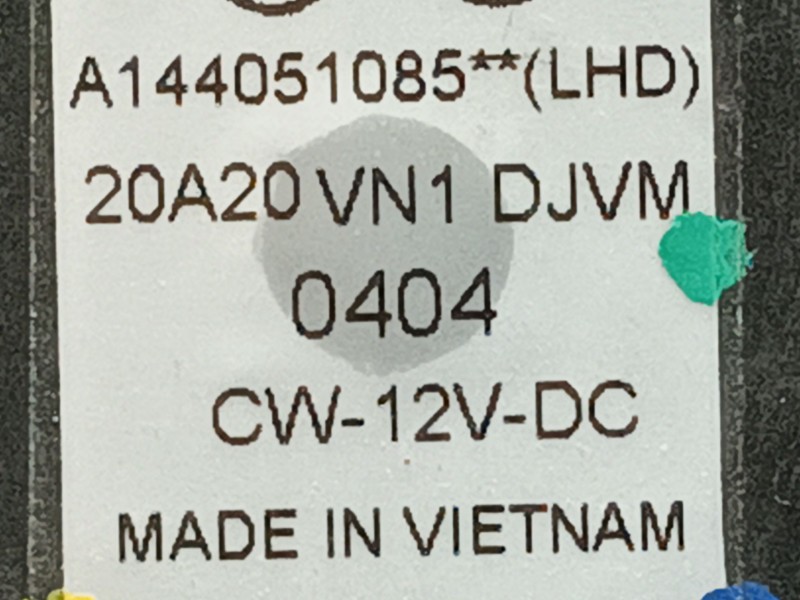 A144051085**(LHD)
20A20 VN1 DJVM
0404
CW-12V-DC
MADE IN VIETNAM